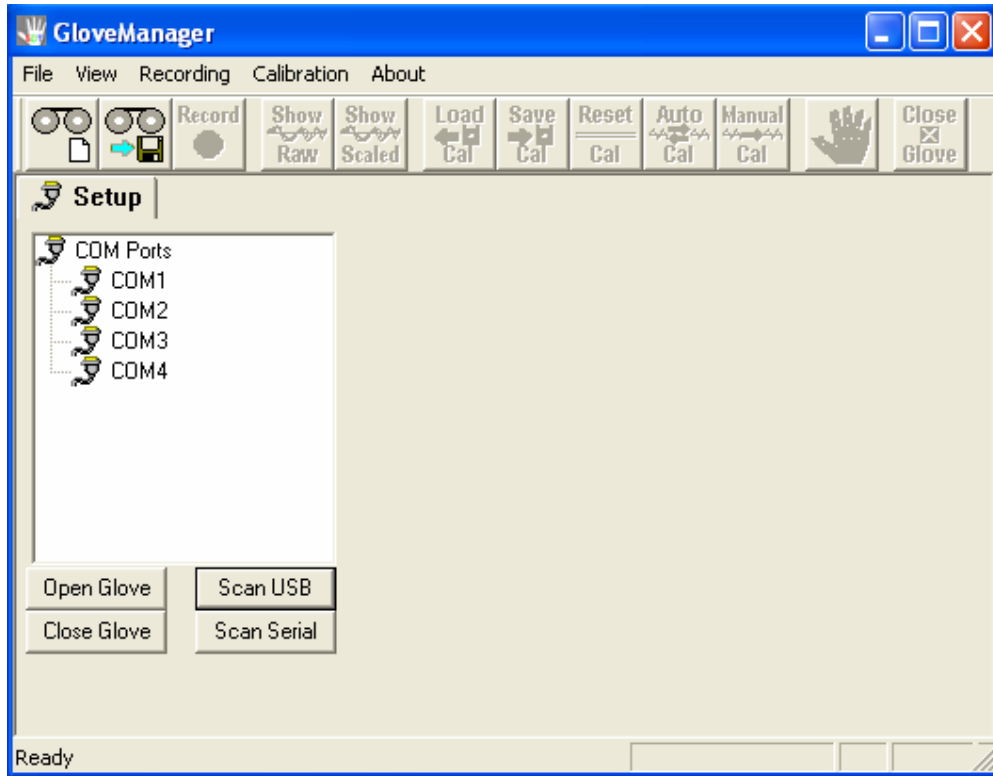 GloveManager
File View Recording Calibration About
Record Show Raw Show Scaled Load Cal Save Cal Reset Cal Auto Cal Manual Cal Close Glove
Setup
COM Ports
COM1
COM2
COM3
COM4
Open Glove Scan USB
Close Glove Scan Serial
Ready